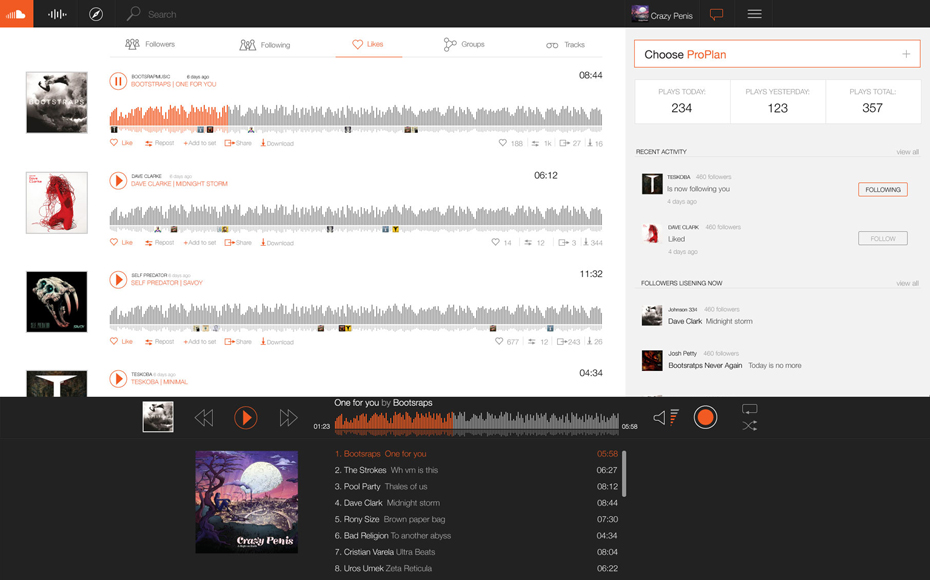 Search
Crazy Penis
Followers
Following
Likes
Groups
Tracks
BOOTSTRAPS
BOOTSRAPMUSIC 8 days ago
BOOTSRAPS | ONE FOR YOU
08:44
Like Repost +Add to set Share Download
188 1k 27 16
Dave Clarke
DAVE CLARKE 8 days ago
DAVE CLARKE | MIDNIGHT STORM
06:12
Like Repost +Add to set Share Download
14 12 3 344
SELF PREDATOR 8 days ago
SELF PREDATOR | SAVOY
11:32
Like Repost +Add to set Share Download
677 12 243 26
TESKOBA 8 days ago
TESKOBA | MINIMAL
04:34
Choose ProPlan +
PLAYS TODAY:
234
PLAYS YESTERDAY:
123
PLAYS TOTAL:
357
RECENT ACTIVITY view all
TESKOBA 460 followers
Is now following you
4 days ago
FOLLOWING
DAVE CLARK 460 followers
Liked
4 days ago
FOLLOW
FOLLOWERS LISENING NOW view all
Johnson 334 460 followers
Dave Clark Midnight storm
Josh Petty 460 followers
Bootsratps Never Again Today is no more
One for you by Bootsraps
01:23
05:58
Crazy Penis
1. Bootsraps One for you 05:58
2. The Strokes Wh vrn is this 06:27
3. Pool Party Thales of us 08:12
4. Dave Clark Midnight storm 08:44
5. Rony Size Brown paper bag 07:30
6. Bad Religion To another abyss 04:34
7. Cristian Varela Ultra Beats 08:04
8. Uros Umek Zeta Reticula 06:22